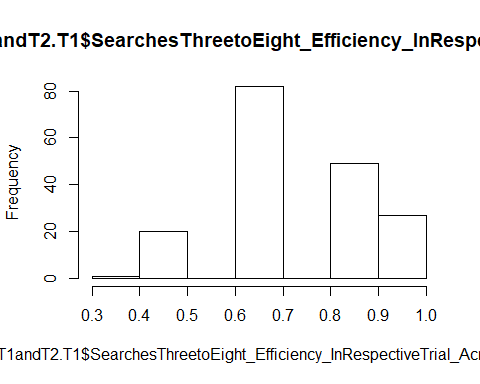 andT2.T1$SearchesThreetoEight_Efficiency_InRespe
Frequency
80
60
40
20
0
0.3 0.4 0.5 0.6 0.7 0.8 0.9 1.0
T1andT2.T1$SearchesThreetoEight_Efficiency_InRespectiveTrial_Acr